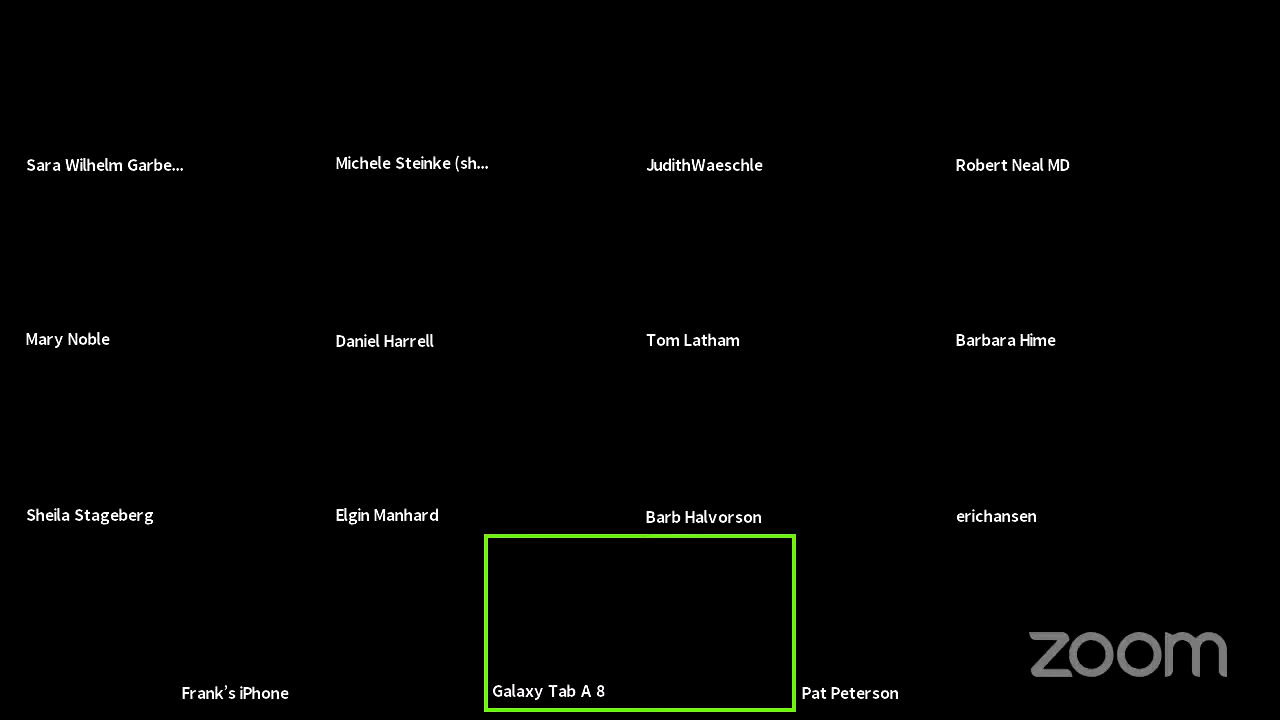 Sara Wilhelm Garbe...
Michele Steinke (sh...
JudithWaeschle
Robert Neal MD
Mary Noble
Daniel Harrell
Tom Latham
Barbara Hime
Sheila Stageberg
Elgin Manhard
Barb Halvorson
erichansen
Frank's iPhone
Galaxy Tab A 8
Pat Peterson
zoom